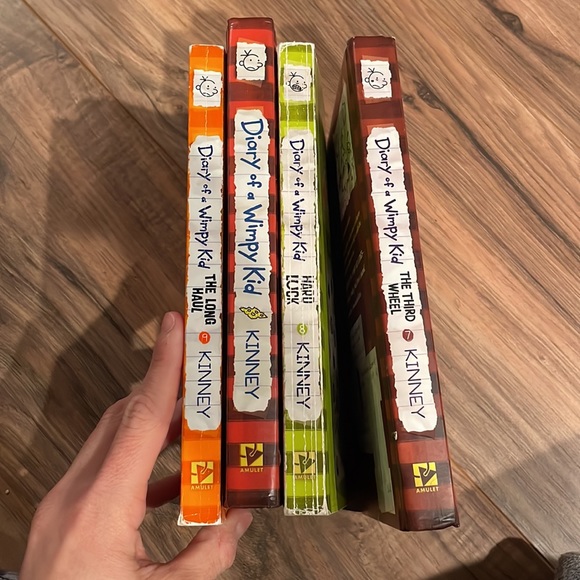 Diary of a Wimpy Kid
THE LONG
HAUL
9
KINNEY
AMULET
Diary of a Wimpy Kid
KINNEY
AMULET
Diary of a Wimpy Kid
HARD
LUCK
8
KINNEY
AMULET
Diary of a Wimpy Kid
THE THIRD
WHEEL
7
KINNEY
AMULET